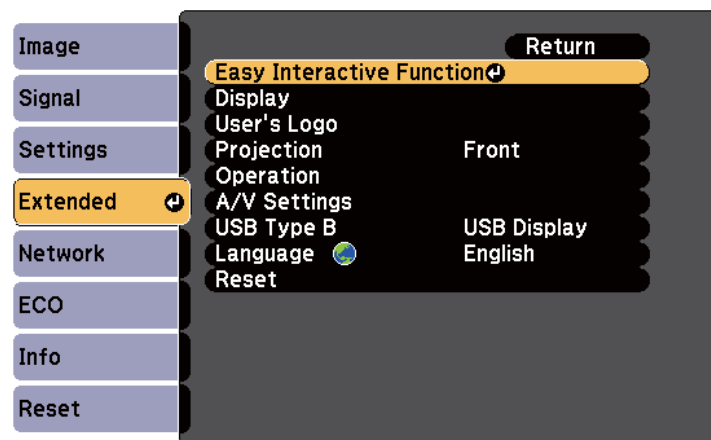 Image
Signal
Settings
Extended
Network
ECO
Info
Reset
Return
Easy Interactive Function
Display
User's Logo
Projection Front
Operation
A/V Settings
USB Type B USB Display
Language English
Reset